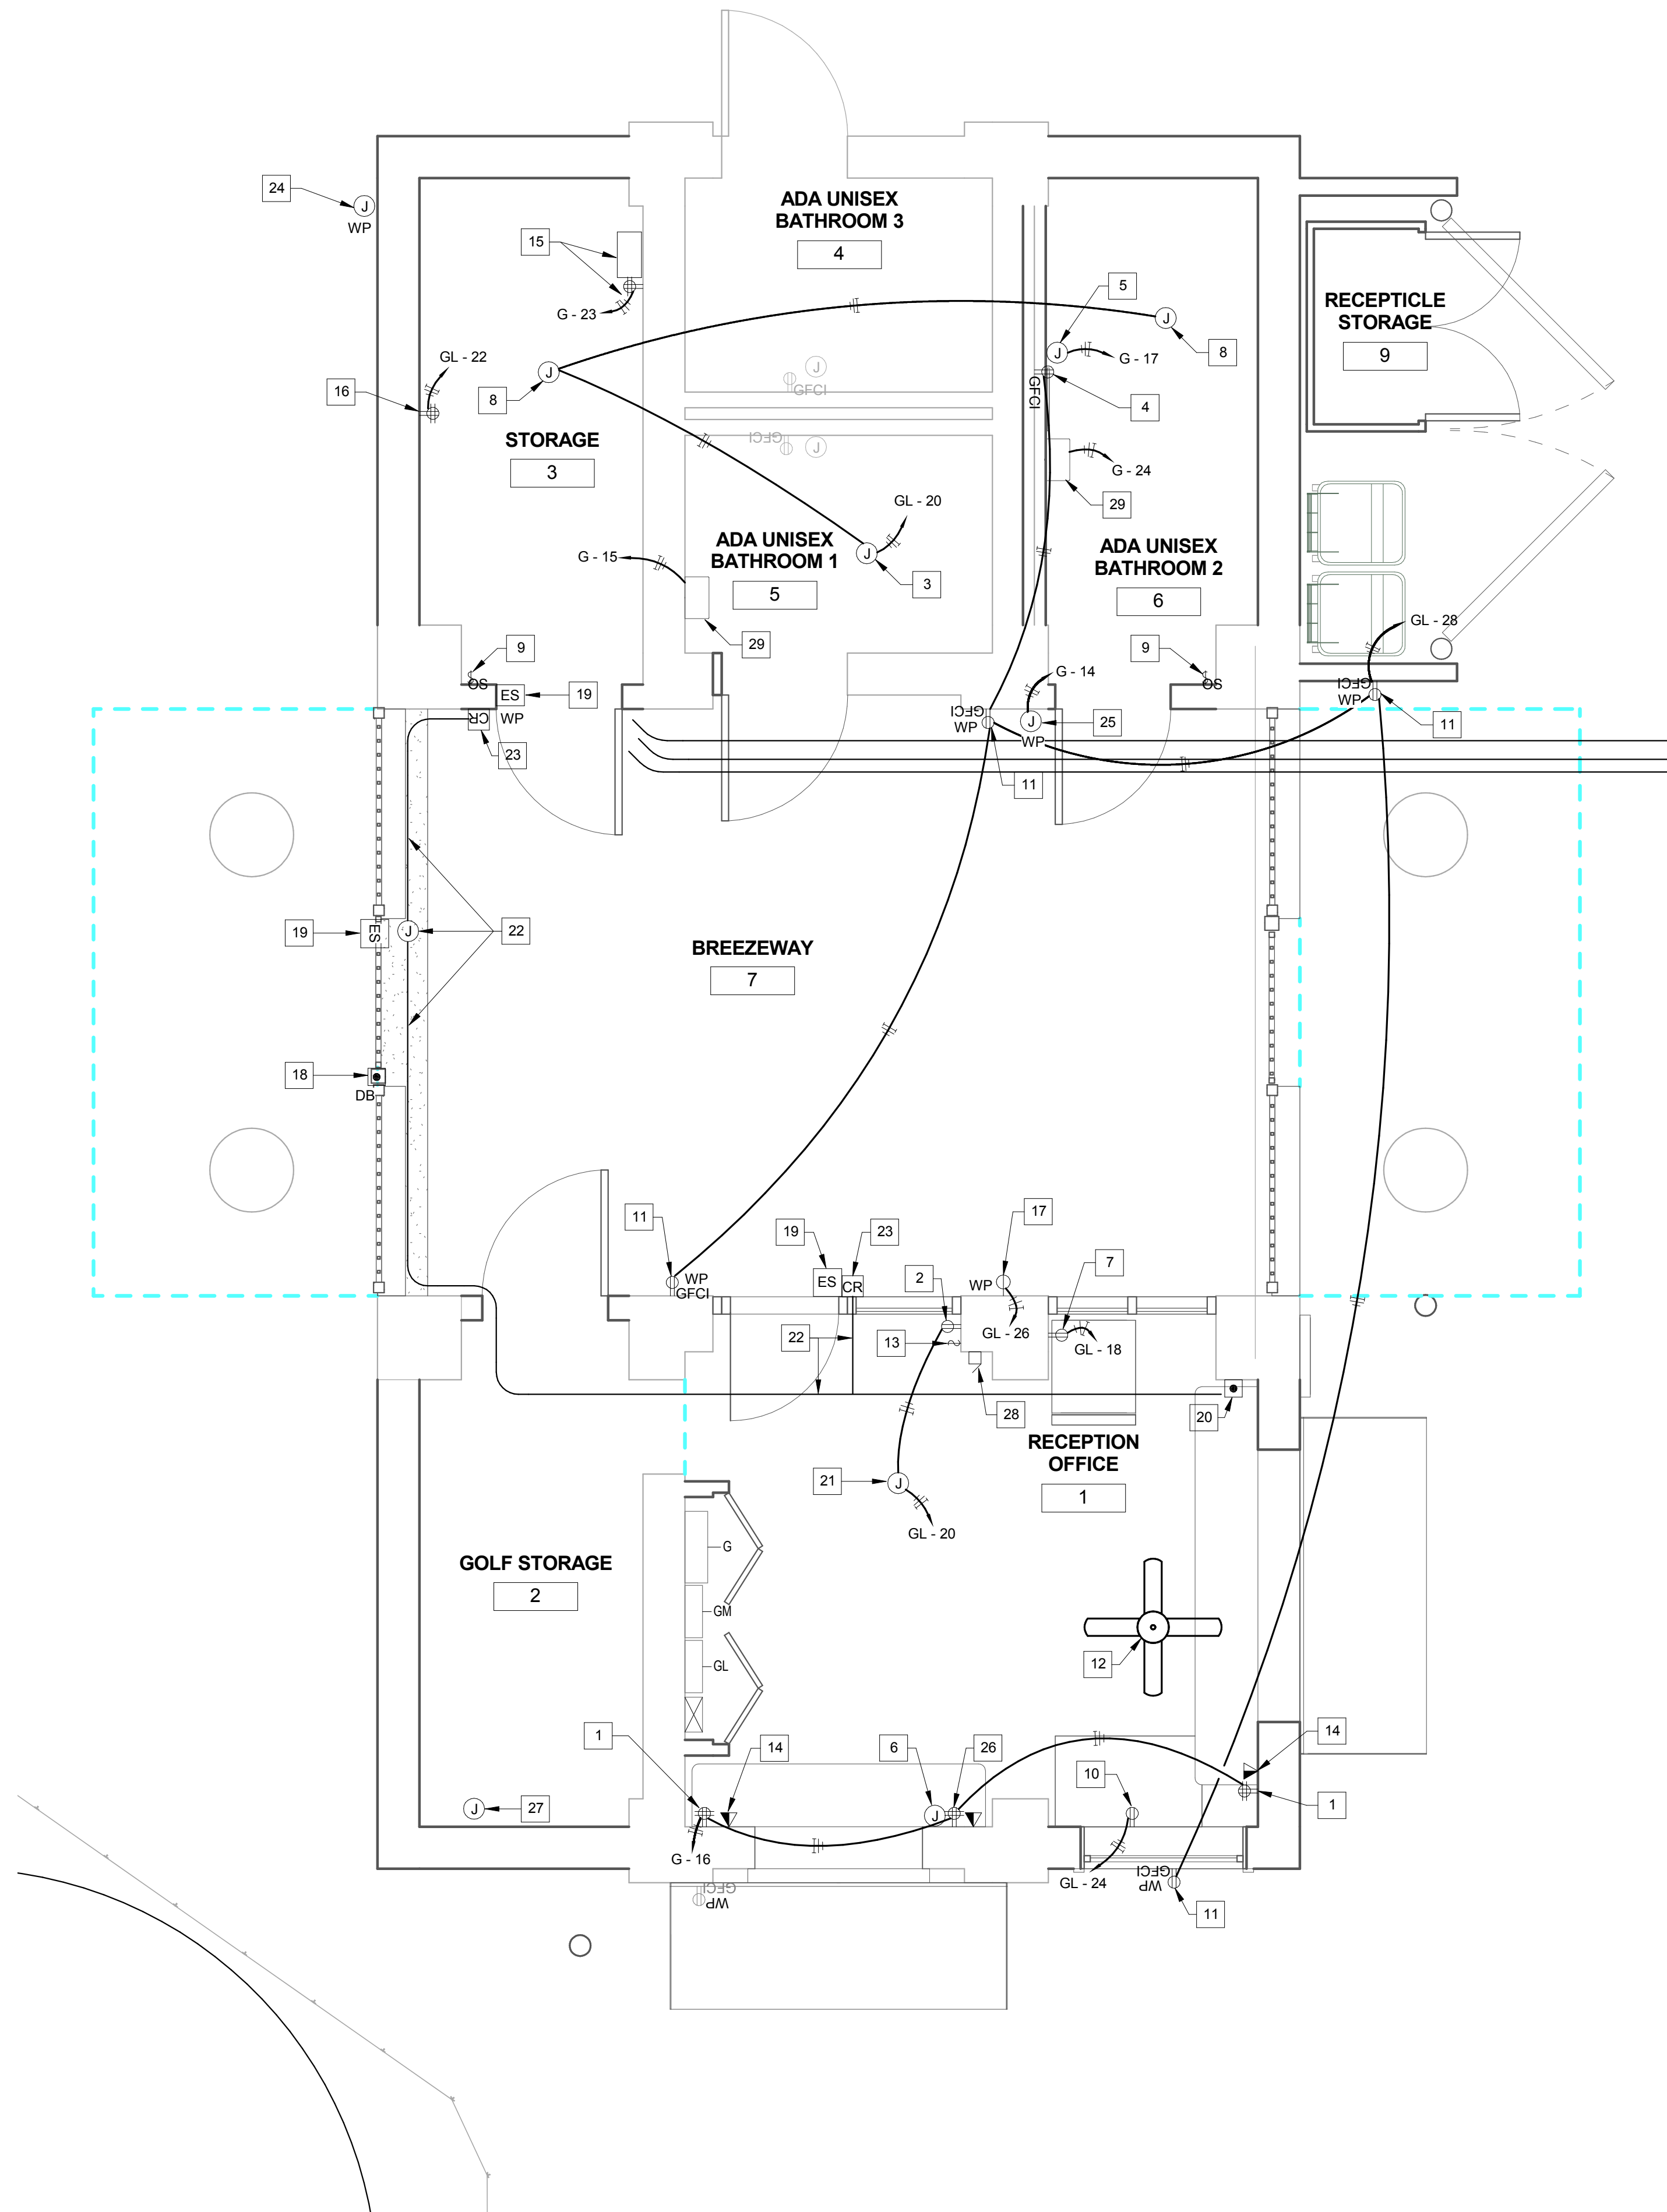 ADA UNISEX
BATHROOM 3
4
24
J
WP
15
G - 23
5
J
G - 17
J
8
RECEPTICLE
STORAGE
9
GL - 22
16
J
8
J
GFCI
GFCI
4
STORAGE
3
GFCI
J
G - 24
29
GL - 20
ADA UNISEX
BATHROOM 1
5
J
3
G - 15
29
ADA UNISEX
BATHROOM 2
6
GL - 28
9
SO
ES
19
CR
WP
23
G - 14
J
25
WP
GFCI
WP
11
9
SO
GFCI
WP
11
19
ES
J
22
BREEZEWAY
7
18
DB
11
WP
GFCI
19
23
ES
CR
2
17
WP
7
22
13
GL - 26
GL - 18
28
20
RECEPTION
OFFICE
1
21
J
GL - 20
GOLF STORAGE
2
G
GM
GL
12
1
14
6
26
J
10
14
1
J
27
G - 16
GL - 24
GFCI
WP
GFCI
WP
11